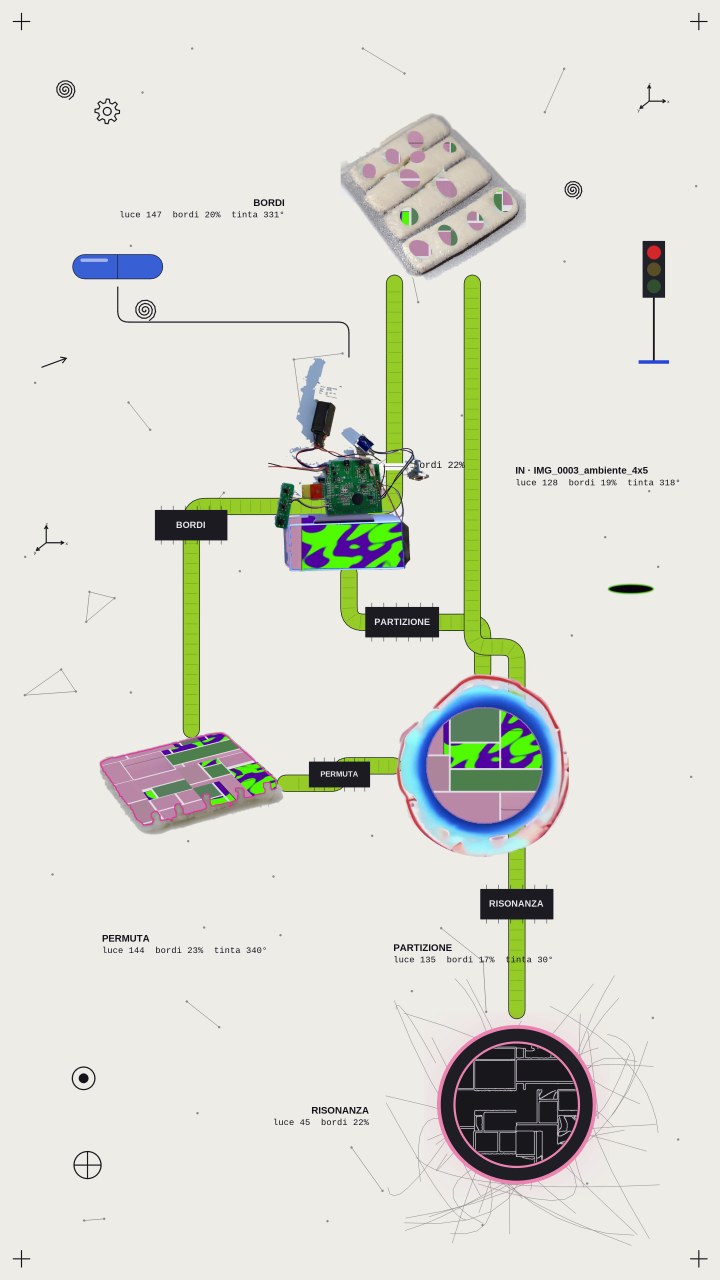 BORDI
luce 147 bordi 20% tinta 331°
ordi 22%
IN · IMG_0003_ambiente_4x5
luce 128 bordi 19% tinta 318°
BORDI
PARTIZIONE
PERMUTA
RISONANZA
PERMUTA
luce 144 bordi 23% tinta 340°
PARTIZIONE
luce 135 bordi 17% tinta 30°
RISONANZA
luce 45 bordi 22%